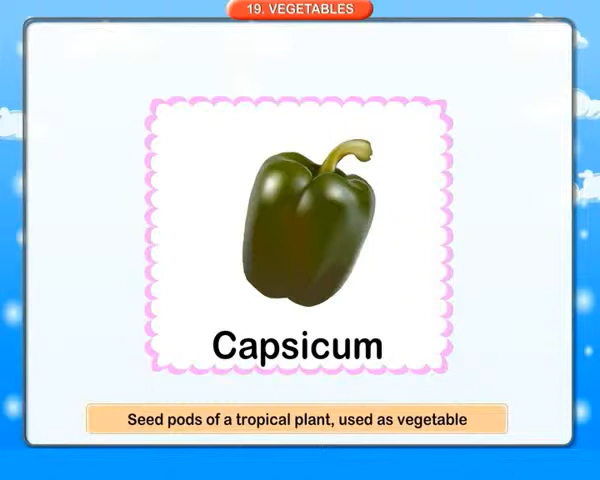 19. VEGETABLES
Capsicum
Seed pods of a tropical plant, used as vegetable